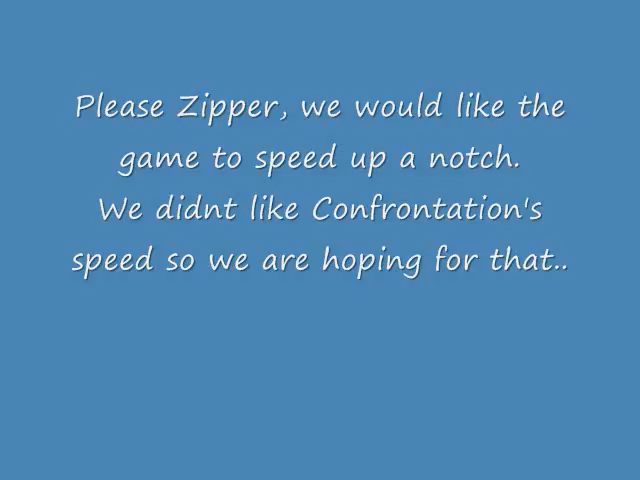 Please Zipper, we would like the
game to speed up a notch.
We didnt like Confrontation's
speed so we are hoping for that..